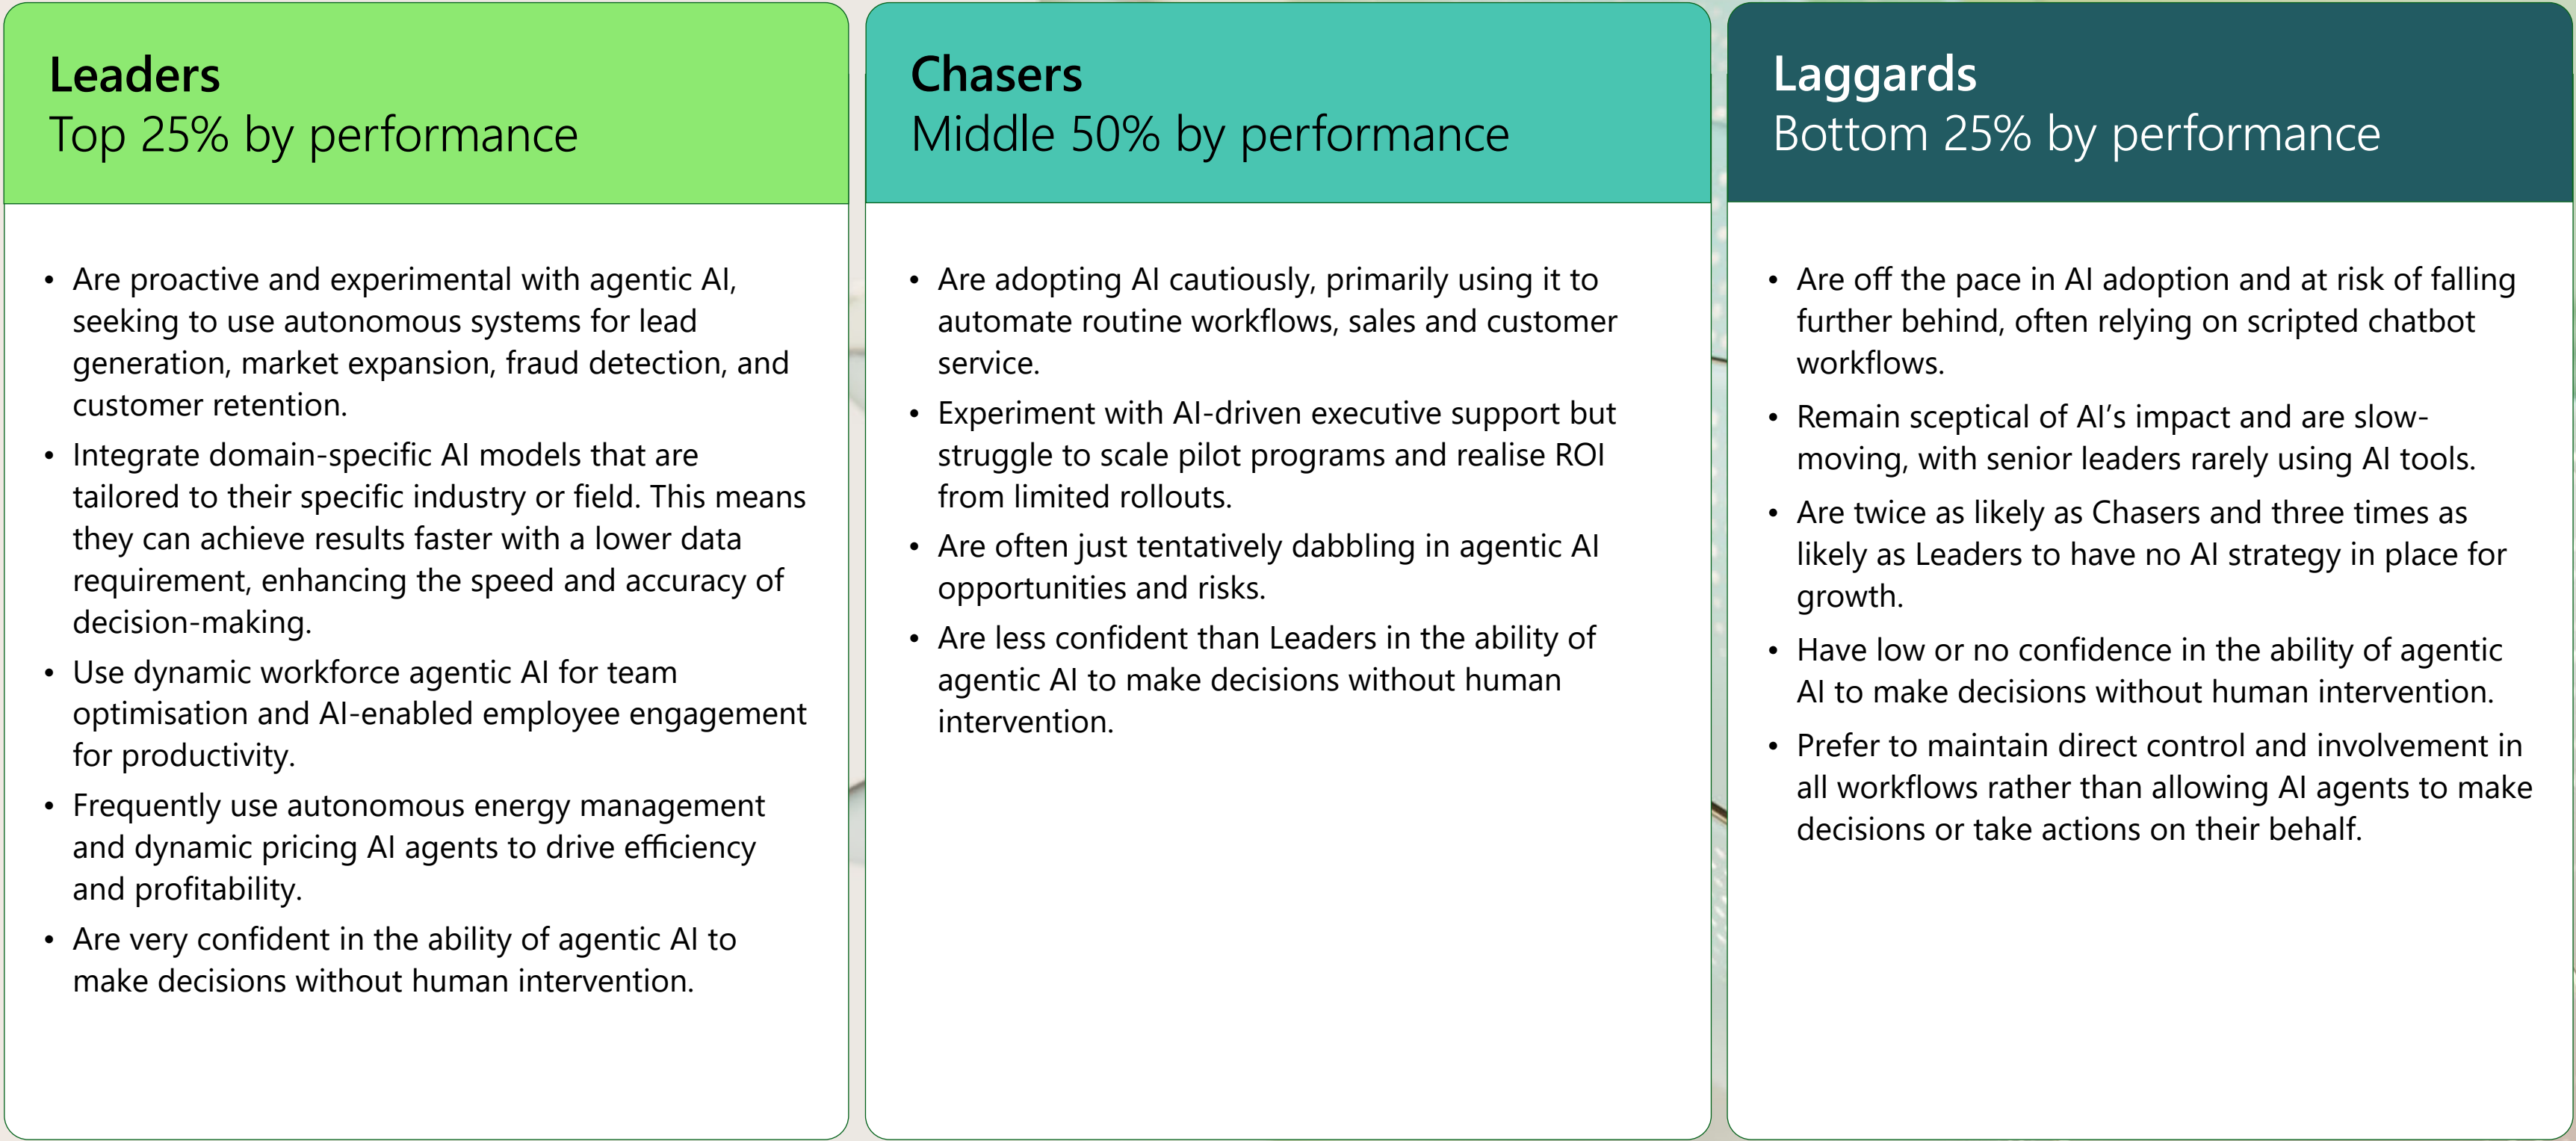 Leaders
Top 25% by performance
• Are proactive and experimental with agentic AI,
seeking to use autonomous systems for lead
generation, market expansion, fraud detection, and
customer retention.
• Integrate domain-specific AI models that are
tailored to their specific industry or field. This means
they can achieve results faster with a lower data
requirement, enhancing the speed and accuracy of
decision-making.
• Use dynamic workforce agentic AI for team
optimisation and AI-enabled employee engagement
for productivity.
• Frequently use autonomous energy management
and dynamic pricing AI agents to drive efficiency
and profitability.
• Are very confident in the ability of agentic AI to
make decisions without human intervention.
Chasers
Middle 50% by performance
• Are adopting AI cautiously, primarily using it to
automate routine workflows, sales and customer
service.
• Experiment with AI-driven executive support but
struggle to scale pilot programs and realise ROI
from limited rollouts.
• Are often just tentatively dabbling in agentic AI
opportunities and risks.
• Are less confident than Leaders in the ability of
agentic AI to make decisions without human
intervention.
Laggards
Bottom 25% by performance
• Are off the pace in AI adoption and at risk of falling
further behind, often relying on scripted chatbot
workflows.
• Remain sceptical of AI’s impact and are slow-
moving, with senior leaders rarely using AI tools.
• Are twice as likely as Chasers and three times as
likely as Leaders to have no AI strategy in place for
growth.
• Have low or no confidence in the ability of agentic
AI to make decisions without human intervention.
• Prefer to maintain direct control and involvement in
all workflows rather than allowing AI agents to make
decisions or take actions on their behalf.